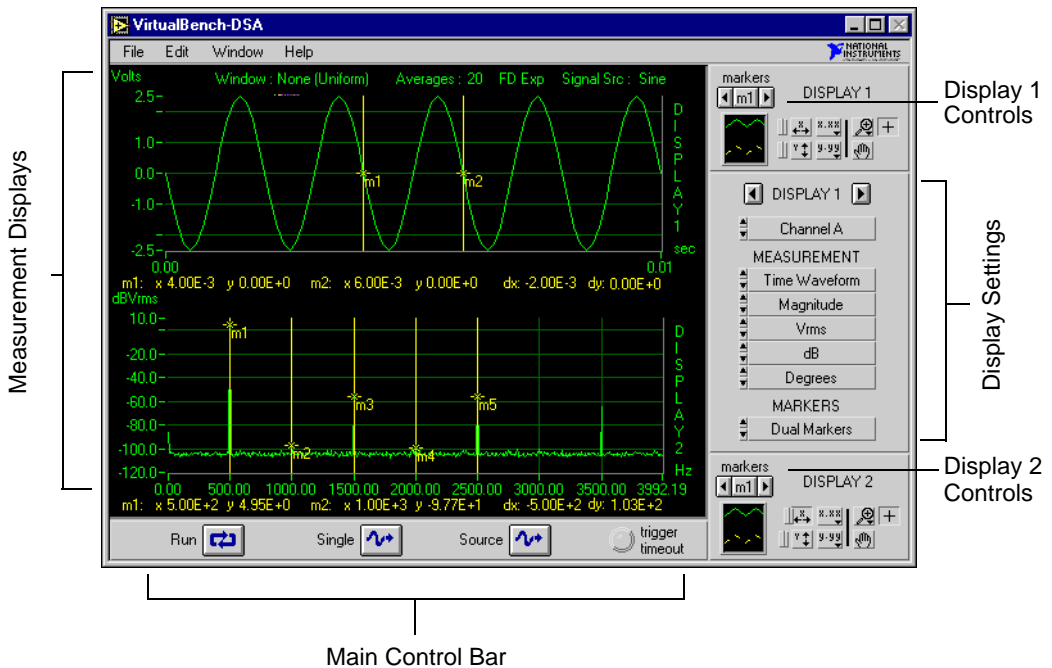 VirtualBench-DSA
File Edit Window Help
NATIONAL
INSTRUMENTS
Volts Window : None (Uniform) Averages : 20 FD Exp Signal Src : Sine
2.5
1.0
0.0
-1.0
-2.5
m1 m2
DISPLAY 1
sec
0.00 0.01
m1: x 4.00E-3 y 0.00E+0 m2: x 6.00E-3 y 0.00E+0 dx: -2.00E-3 dy: 0.00E+0
dBVrms
10.0
-20.0
-40.0
-60.0
-80.0
-100.0
-120.0
m1
m3 m5
m2 m4
DISPLAY 2
Hz
0.00 500.00 1000.00 1500.00 2000.00 2500.00 3000.00 3500.00 3992.19
m1: x 5.00E+2 y 4.95E+0 m2: x 1.00E+3 y -9.77E+1 dx: -5.00E+2 dy: 1.03E+2
Run Single Source trigger
timeout
markers
m1 DISPLAY 1
X x.xx
Y y.yy
DISPLAY 1
Channel A
MEASUREMENT
Time Waveform
Magnitude
Vrms
dB
Degrees
MARKERS
Dual Markers
markers
m1 DISPLAY 2
X x.xx
Y y.yy
Measurement Displays
Display 1
Controls
Display Settings
Display 2
Controls
Main Control Bar